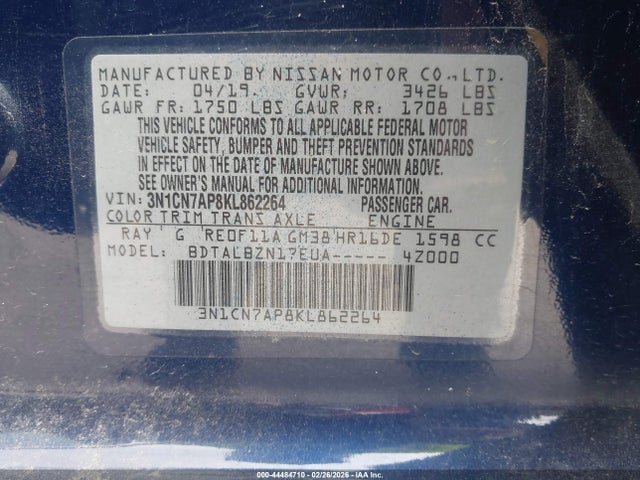 MANUFACTURED BY NISSAN MOTOR CO., LTD.
DATE: 04/19. GVWR: 3426 LBS
GAWR FR: 1750 LBS GAWR RR: 1708 LBS
THIS VEHICLE CONFORMS TO ALL APPLICABLE FEDERAL MOTOR
VEHICLE SAFETY, BUMPER AND THEFT PREVENTION STANDARDS
IN EFFECT ON THE DATE OF MANUFACTURE SHOWN ABOVE.
SEE OWNER'S MANUAL FOR ADDITIONAL INFORMATION.
VIN: 3N1CN7AP8KL862264 PASSENGER CAR.
COLOR TRIM TRANS AXLE ENGINE
RAY G RE0F11A GM38 HR16DE 1598 CC
MODEL: BDTALBZN17EUA----- 4Z000
3N1CN7AP8KL862264
000-44484710 - 02/26/2026 - IAA Inc.